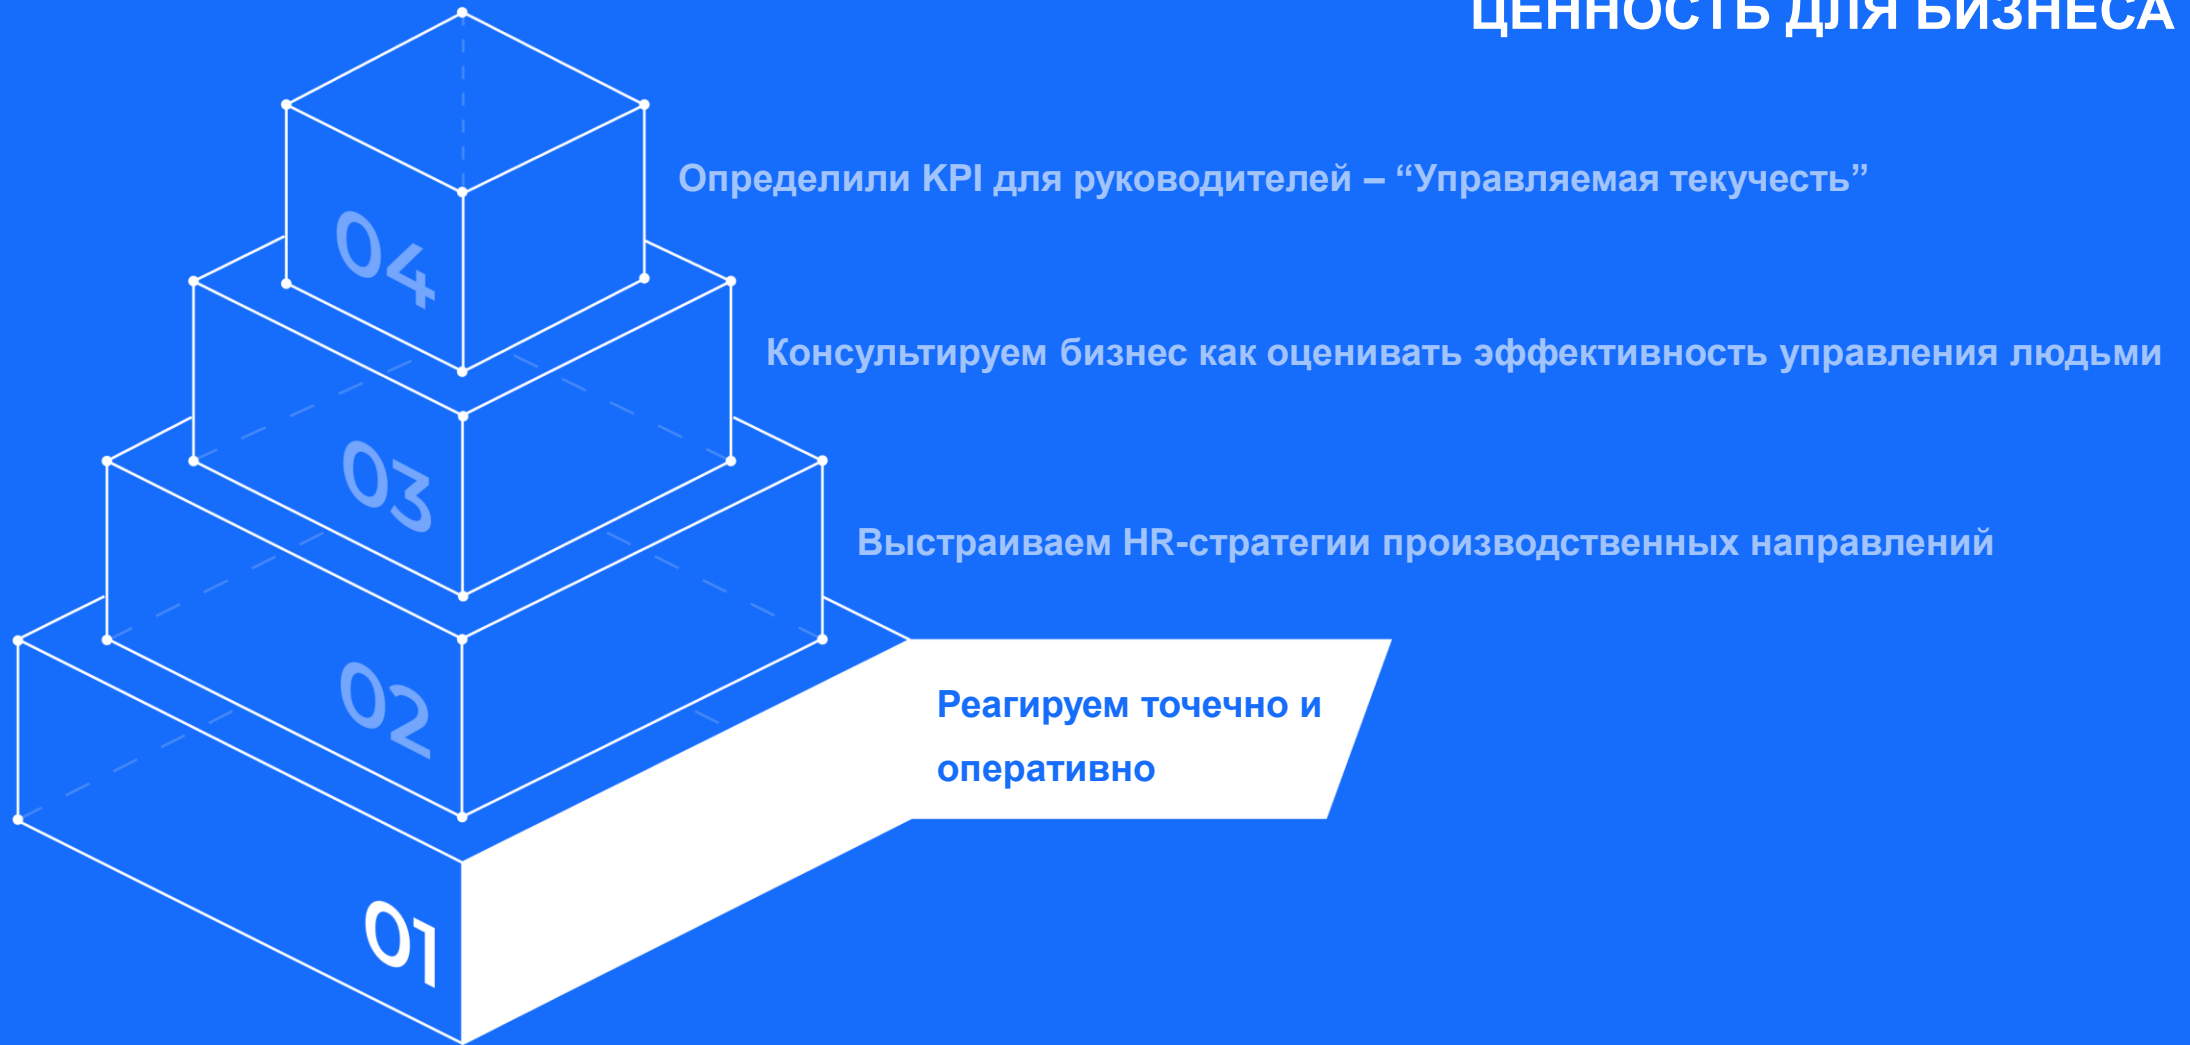 ЦЕННОСТЬ ДЛЯ БИЗНЕСА
Определили KPI для руководителей – “Управляемая текучесть”
04
Консультируем бизнес как оценивать эффективность управления людьми
03
Выстраиваем HR-стратегии производственных направлений
02
Реагируем точечно и
оперативно
01